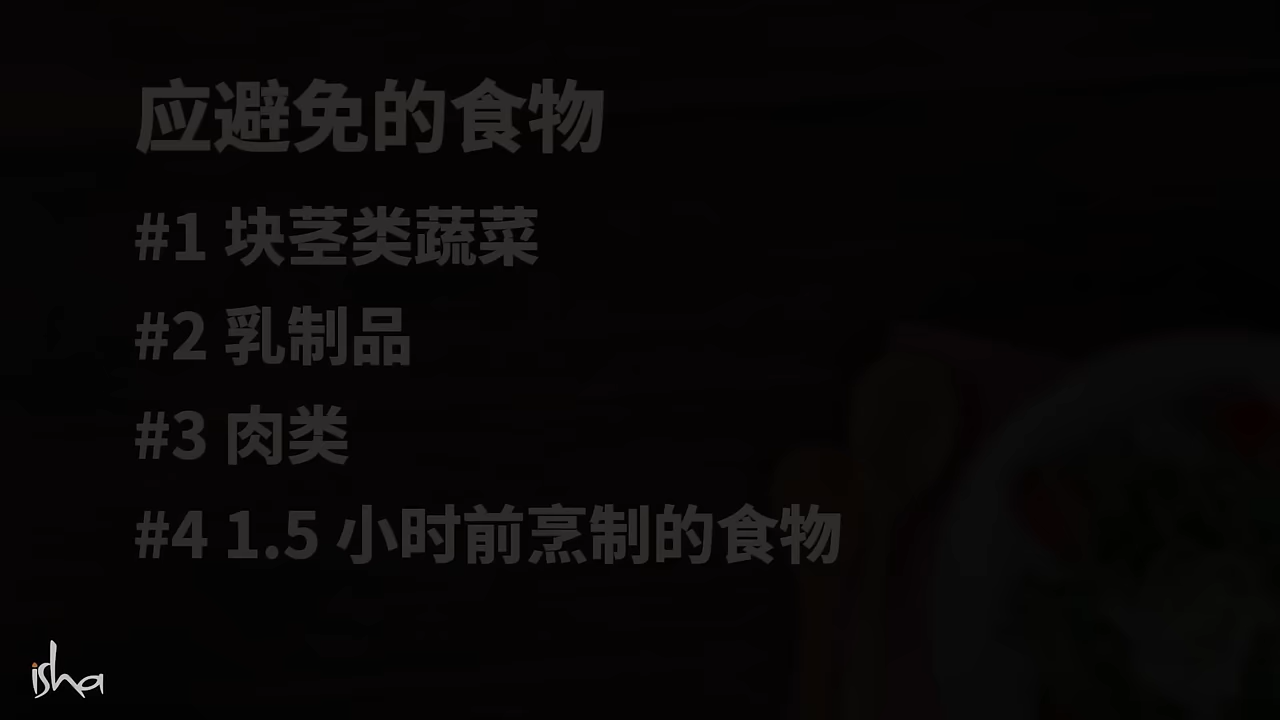 应避免的食物
#1 块茎类蔬菜
#2 乳制品
#3 肉类
#4 1.5 小时前烹制的食物
isha